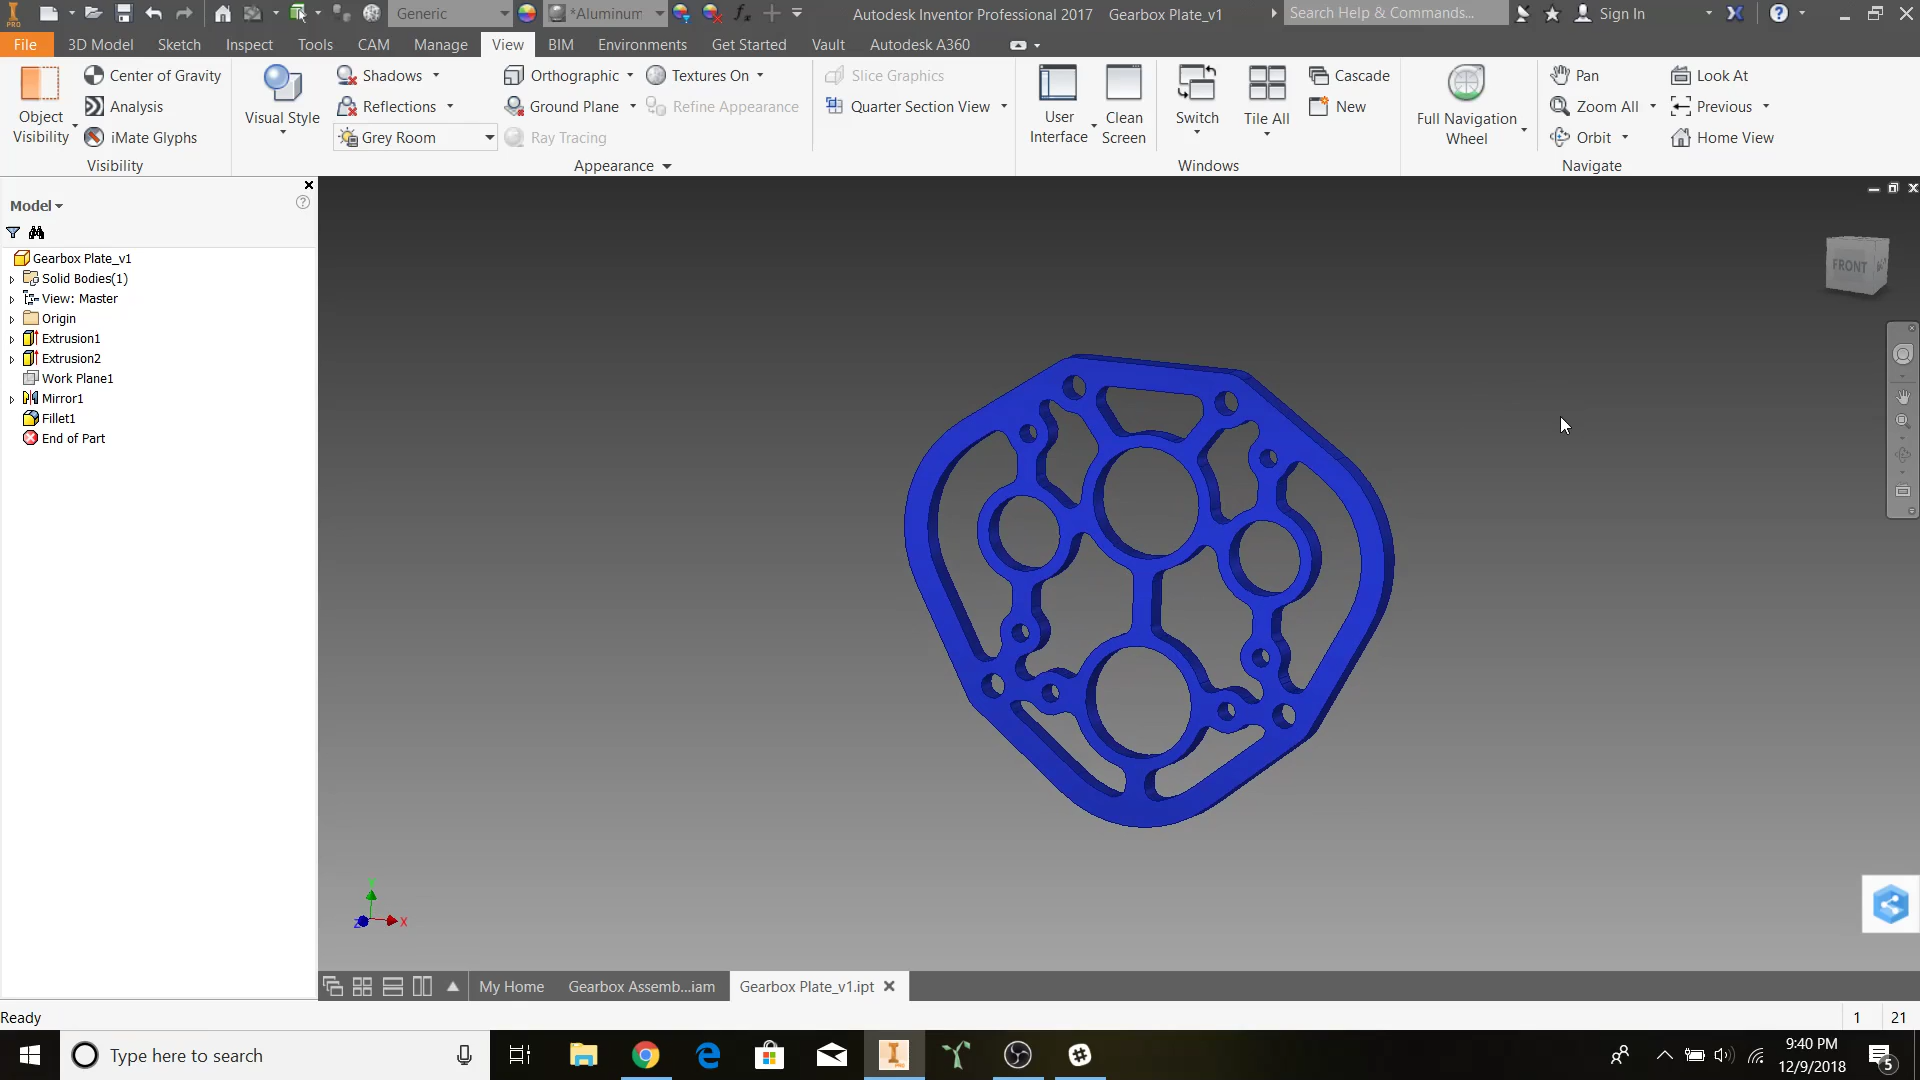 PRO
Generic
*Aluminum
Autodesk Inventor Professional 2017 Gearbox Plate_v1
Search Help & Commands...
Sign In
File 3D Model Sketch Inspect Tools CAM Manage View BIM Environments Get Started Vault Autodesk A360
Object Visibility
Center of Gravity
Analysis
iMate Glyphs
Visibility
Visual Style
Shadows
Reflections
Grey Room
Orthographic
Ground Plane
Ray Tracing
Textures On
Refine Appearance
Appearance
Slice Graphics
Quarter Section View
User Interface
Clean Screen
Switch
Tile All
Cascade
New
Windows
Full Navigation Wheel
Pan
Zoom All
Orbit
Look At
Previous
Home View
Navigate
Model
Gearbox Plate_v1
Solid Bodies(1)
View: Master
Origin
Extrusion1
Extrusion2
Work Plane1
Mirror1
Fillet1
End of Part
FRONT
Y
X
Z
My Home Gearbox Assemb...iam Gearbox Plate_v1.ipt
Ready
1 21
Type here to search
9:40 PM
12/9/2018
5